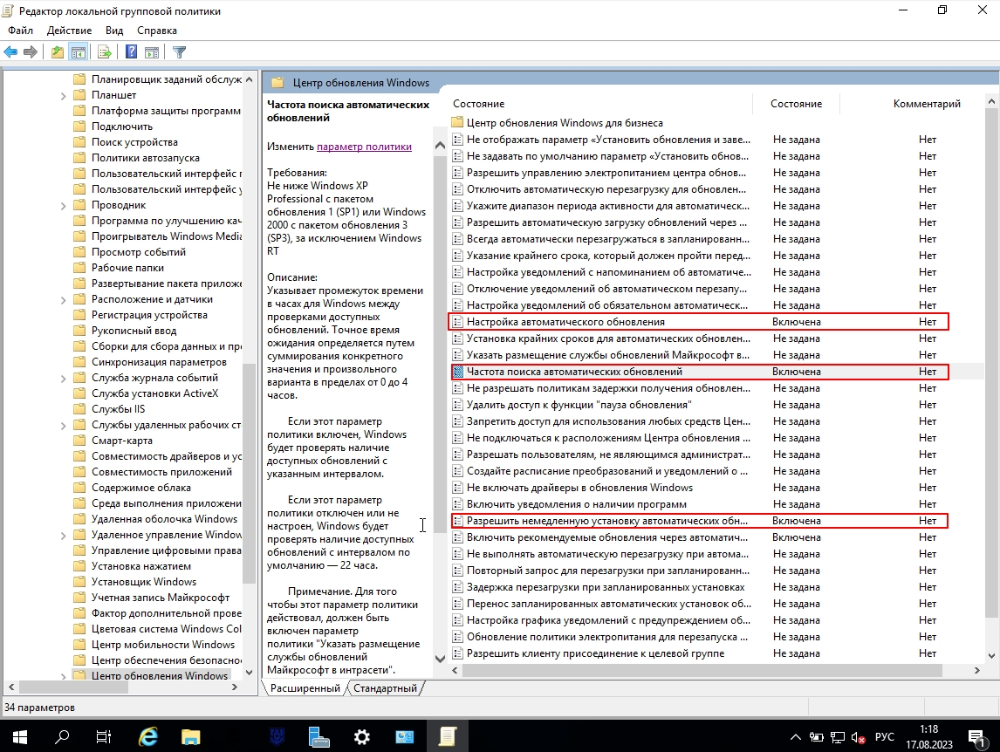 Редактор локальной групповой политики
Файл Действие Вид Справка
Планировщик заданий обслуж
Планшет
Платформа защиты программ
Подключить
Поиск устройства
Политики автозапуска
Пользовательский интерфейс
Пользовательский интерфейс
Проводник
Программа по улучшению кач
Проигрыватель Windows Media
Просмотр событий
Рабочие папки
Развертывание пакета приложе
Расположение и датчики
Регистрация устройства
Рукописный ввод
Сборки для сбора данных и пр
Синхронизация параметров
Служба журнала событий
Служба установки ActiveX
Службы IIS
Службы удаленных рабочих ст
Смарт-карта
Совместимость драйверов и ус
Совместимость приложений
Содержимое облака
Среда выполнения приложени
Удаленная оболочка Windows
Удаленное управление Window
Управление цифровыми права
Установка нажатием
Установщик Windows
Учетная запись Майкрософт
Фактор дополнительной прове
Цветовая система Windows Col
Центр мобильности Windows
Центр обеспечения безопаснос
Центр обновления Windows
Центр обновления Windows
Частота поиска автоматических
обновлений
Изменить параметр политики
Требования:
Не ниже Windows XP
Professional с пакетом
обновления 1 (SP1) или Windows
2000 с пакетом обновления 3
(SP3), за исключением Windows
RT
Описание:
Указывает промежуток времени
в часах для Windows между
проверками доступных
обновлений. Точное время
ожидания определяется путем
суммирования конкретного
значения и произвольного
варианта в пределах от 0 до 4
часов.
Если этот параметр
политики включен, Windows
будет проверять наличие
доступных обновлений с
указанным интервалом.
Если этот параметр
политики отключен или не
настроен, Windows будет
проверять наличие доступных
обновлений с интервалом по
умолчанию — 22 часа.
Примечание. Для того
чтобы этот параметр политики
действовал, должен быть
включен параметр
политики "Указать размещение
службы обновлений
Майкрософт в интрасети".
Состояние Состояние Комментарий
Центр обновления Windows для бизнеса
Не отображать параметр «Установить обновления и заве... Не задана Нет
Не задавать по умолчанию параметр «Установить обнов... Не задана Нет
Разрешить управлению электропитанием центра обнов... Не задана Нет
Отключить автоматическую перезагрузку для обновлен... Не задана Нет
Укажите диапазон периода активности для автоматическ... Не задана Нет
Разрешить автоматическую загрузку обновлений через ... Не задана Нет
Всегда автоматически перезагружаться в запланированн... Не задана Нет
Указание крайнего срока, который должен пройти перед... Не задана Нет
Настройка уведомлений с напоминанием об автоматиче... Не задана Нет
Отключение уведомлений об автоматическом перезапу... Не задана Нет
Настройка уведомлений об обязательном автоматическ... Не задана Нет
Настройка автоматического обновления Включена Нет
Установка крайних сроков для автоматических обновлен... Не задана Нет
Указать размещение службы обновлений Майкрософт в... Не задана Нет
Частота поиска автоматических обновлений Включена Нет
Не разрешать политикам задержки получения обновлен... Не задана Нет
Удалить доступ к функции "пауза обновления" Не задана Нет
Запретить доступ для использования любых средств Цен... Не задана Нет
Не подключаться к расположениям Центра обновления ... Не задана Нет
Разрешать пользователям, не являющимся администрат... Не задана Нет
Создайте расписание преобразований и уведомлений о ... Не задана Нет
Не включать драйверы в обновления Windows Не задана Нет
Включить уведомления о наличии программ Не задана Нет
Разрешить немедленную установку автоматических обн... Включена Нет
Включить рекомендуемые обновления через автоматич... Включена Нет
Не выполнять автоматическую перезагрузку при автома... Не задана Нет
Повторный запрос для перезагрузки при запланированн... Не задана Нет
Задержка перезагрузки при запланированных установках Не задана Нет
Перенос запланированных автоматических установок об... Не задана Нет
Настройка графика уведомлений с предупреждением об... Не задана Нет
Обновление политики электропитания для перезапуска ... Не задана Нет
Разрешить клиенту присоединение к целевой группе Не задана Нет
Расширенный Стандартный
34 параметров
РУС
1:18
17.08.2023
1